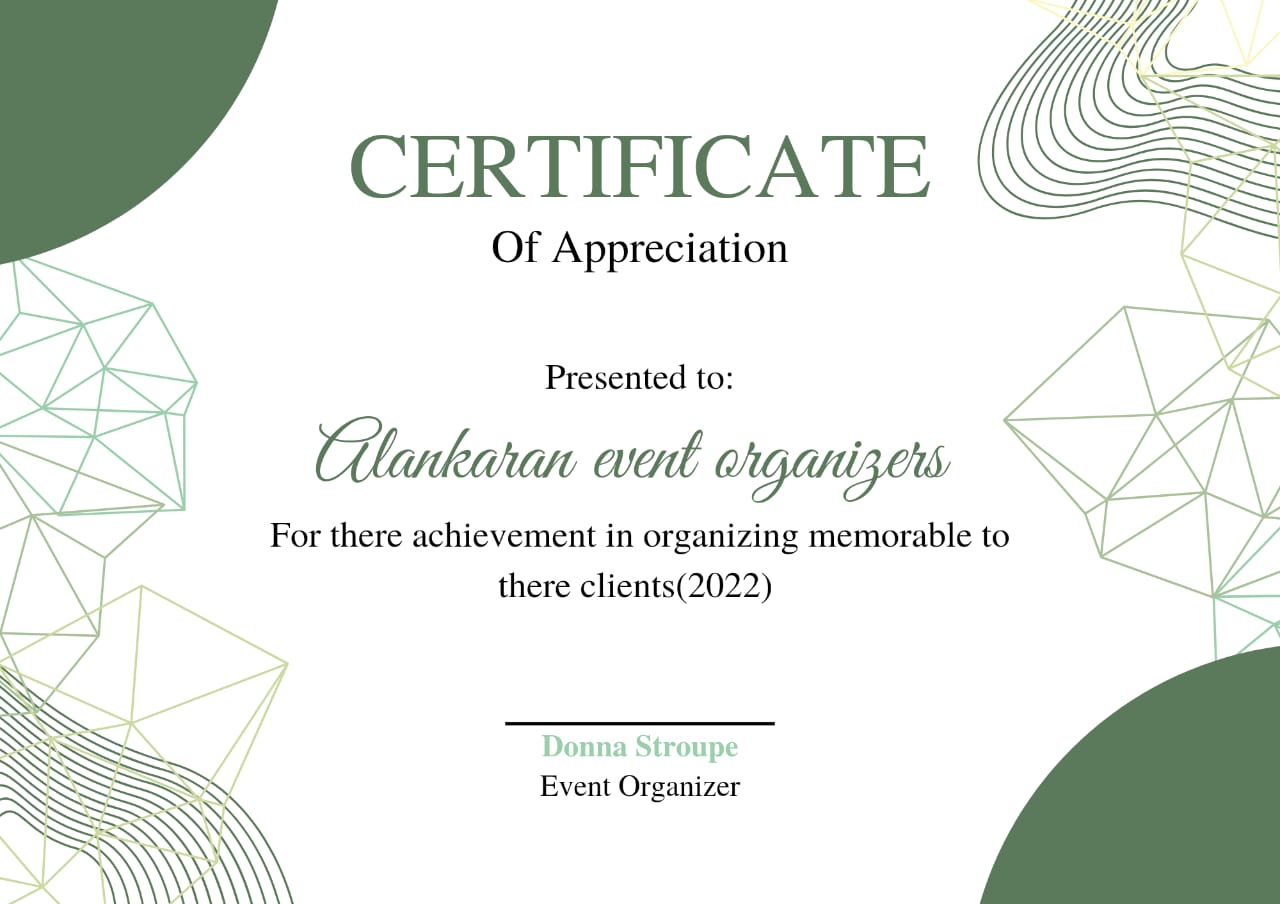 CERTIFICATE
Of Appreciation
Presented to:
Alankaran event organizers
For there achievement in organizing memorable to
there clients(2022)
Donna Stroupe
Event Organizer